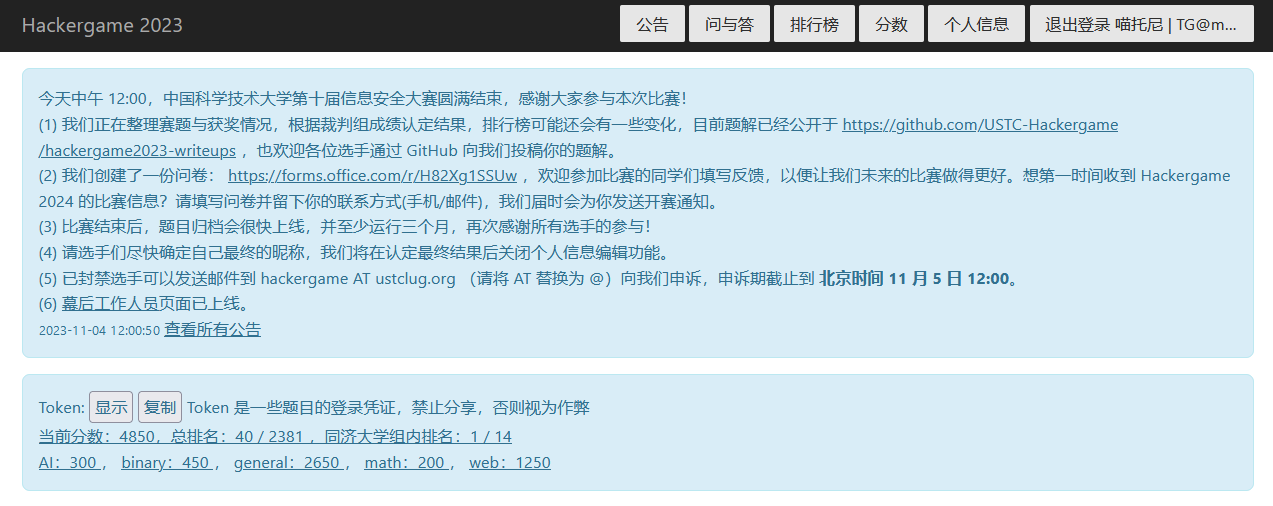 Hackergame 2023
公告 问与答 排行榜 分数 个人信息 退出登录 喵托尼 | TG@m...
今天中午 12:00，中国科学技术大学第十届信息安全大赛圆满结束，感谢大家参与本次比赛！
(1) 我们正在整理赛题与获奖情况，根据裁判组成绩认定结果，排行榜可能还会有一些变化，目前题解已经公开于 https://github.com/USTC-Hackergame
/hackergame2023-writeups ，也欢迎各位选手通过 GitHub 向我们投稿你的题解。
(2) 我们创建了一份问卷： https://forms.office.com/r/H82Xg1SSUw ，欢迎参加比赛的同学们填写反馈，以便让我们未来的比赛做得更好。想第一时间收到 Hackergame
2024 的比赛信息？请填写问卷并留下你的联系方式(手机/邮件)，我们届时会为你发送开赛通知。
(3) 比赛结束后，题目归档会很快上线，并至少运行三个月，再次感谢所有选手的参与！
(4) 请选手们尽快确定自己最终的昵称，我们将在认定最终结果后关闭个人信息编辑功能。
(5) 已封禁选手可以发送邮件到 hackergame AT ustclug.org （请将 AT 替换为 @）向我们申诉，申诉期截止到 北京时间 11 月 5 日 12:00。
(6) 幕后工作人员页面已上线。
2023-11-04 12:00:50 查看所有公告
Token: 显示 复制 Token 是一些题目的登录凭证，禁止分享，否则视为作弊
当前分数：4850，总排名：40 / 2381 ，同济大学组内排名：1 / 14
AI：300 ， binary：450 ， general：2650 ， math：200 ， web：1250